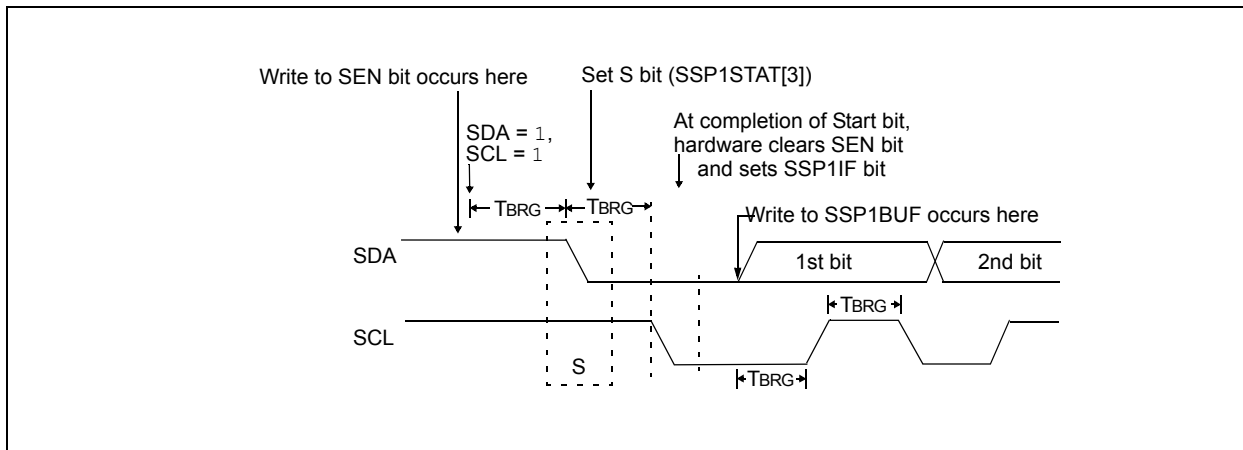 Write to SEN bit occurs here
Set S bit (SSP1STAT[3])
SDA = 1,
SCL = 1
At completion of Start bit,
hardware clears SEN bit
and sets SSP1IF bit
TBRG
TBRG
Write to SSP1BUF occurs here
SDA
1st bit
2nd bit
TBRG
SCL
S
TBRG